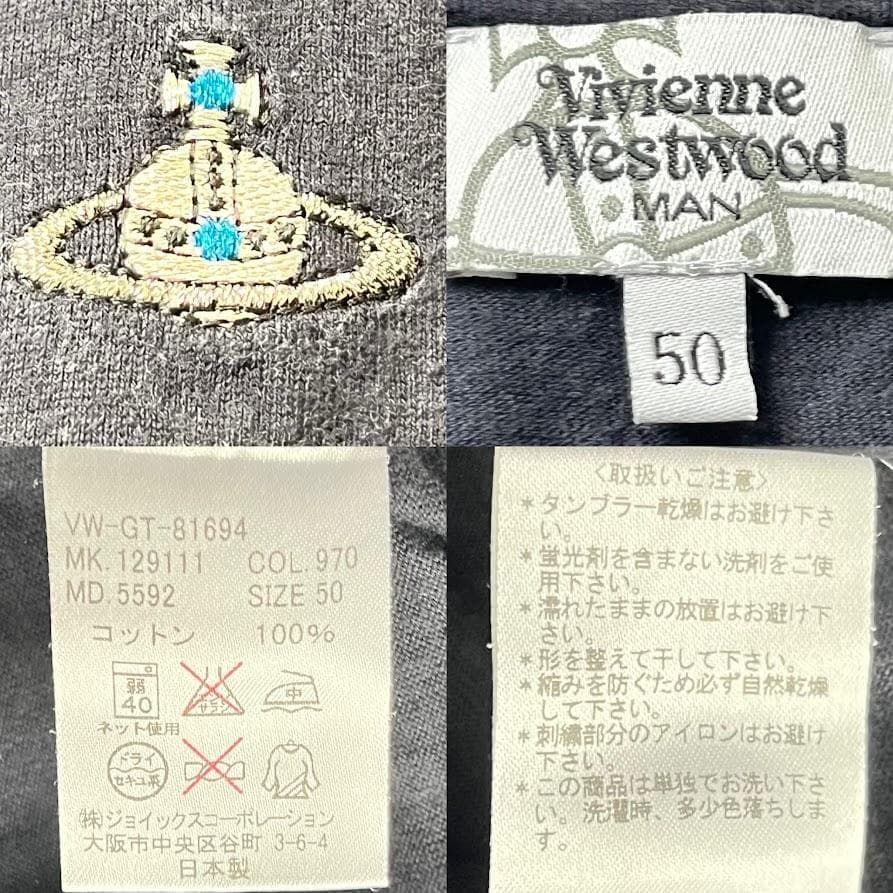 Vivienne
Westwood
MAN
50
VW-GT-81694
MK.129111 COL.970
MD.5592 SIZE 50
コットン 100%
弱
40
エンソ
サラシ
中
ネット使用
ドライ
セキユ系
㈱ジョイックスコーポレーション
大阪市中央区谷町 3-6-4
日本製
〈取扱いご注意〉
*タンブラー乾燥はお避け下さ
い。
*蛍光剤を含まない洗剤をご使
用下さい。
*濡れたままの放置はお避け下
さい。
*形を整えて干して下さい。
*縮みを防ぐため必ず自然乾燥
して下さい。
*刺繍部分のアイロンはお避け
下さい。
*この商品は単独でお洗い下さ
い。洗濯時、多少色落ちしま
す。